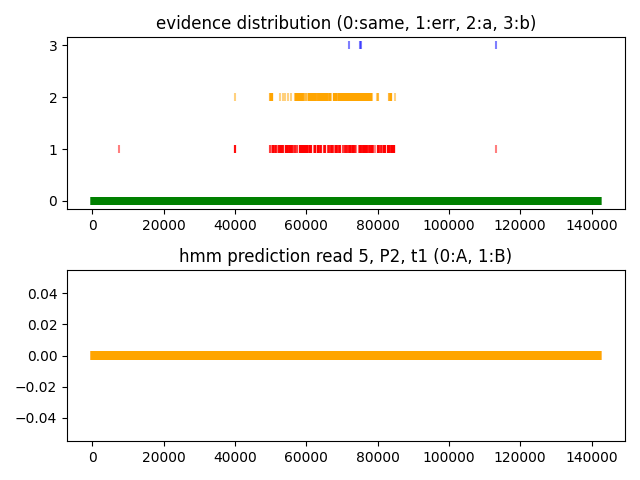 evidence distribution (0:same, 1:err, 2:a, 3:b)
3
2
1
0
0 20000 40000 60000 80000 100000 120000 140000
hmm prediction read 5, P2, t1 (0:A, 1:B)
0.04
0.02
0.00
−0.02
−0.04
0 20000 40000 60000 80000 100000 120000 140000